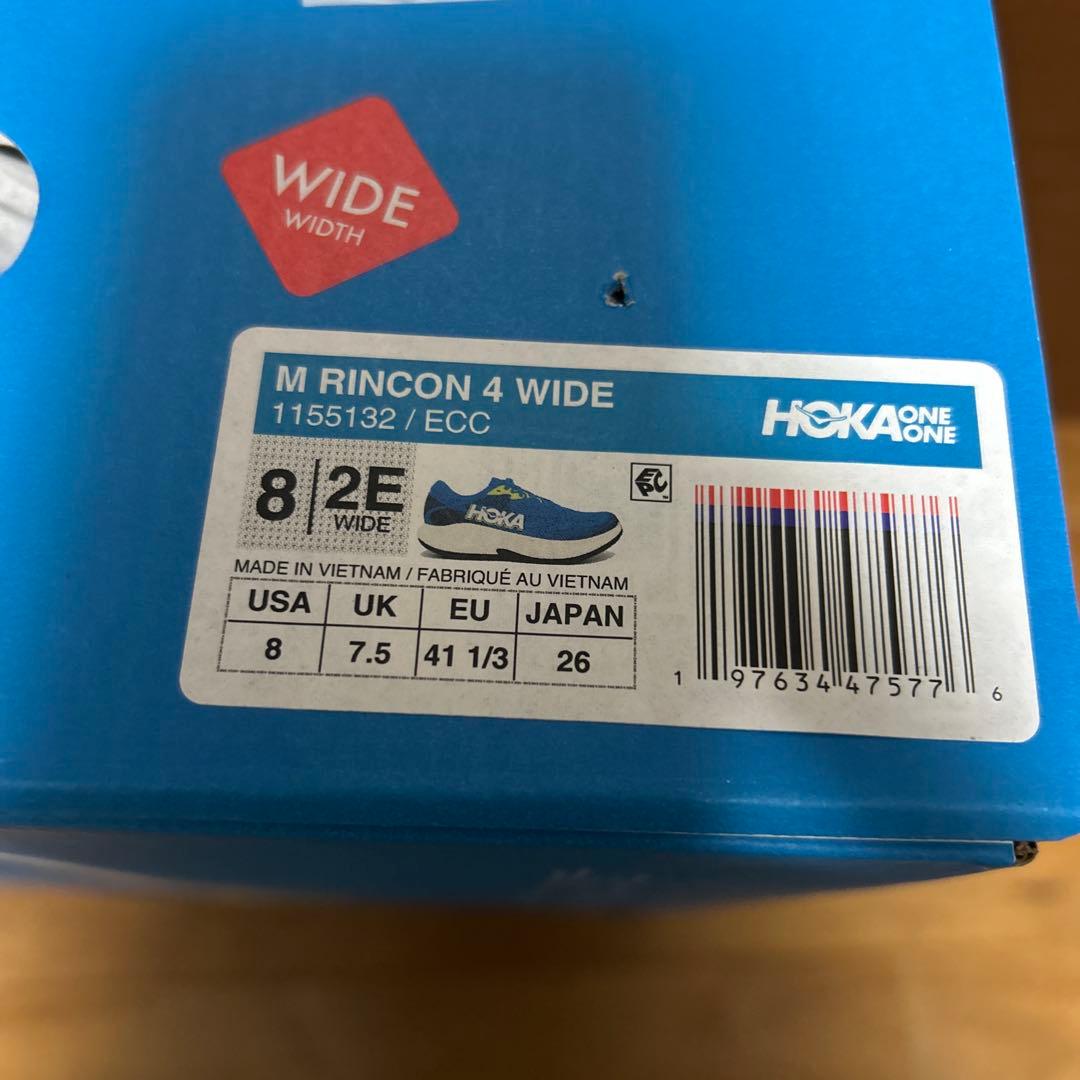 WIDE
WIDTH
M RINCON 4 WIDE
1155132 / ECC
HOKA ONE ONE
8 2E
WIDE
HOKA
MADE IN VIETNAM / FABRIQUÉ AU VIETNAM
USA UK EU JAPAN
8 7.5 41 1/3 26
1 97634 47577 6